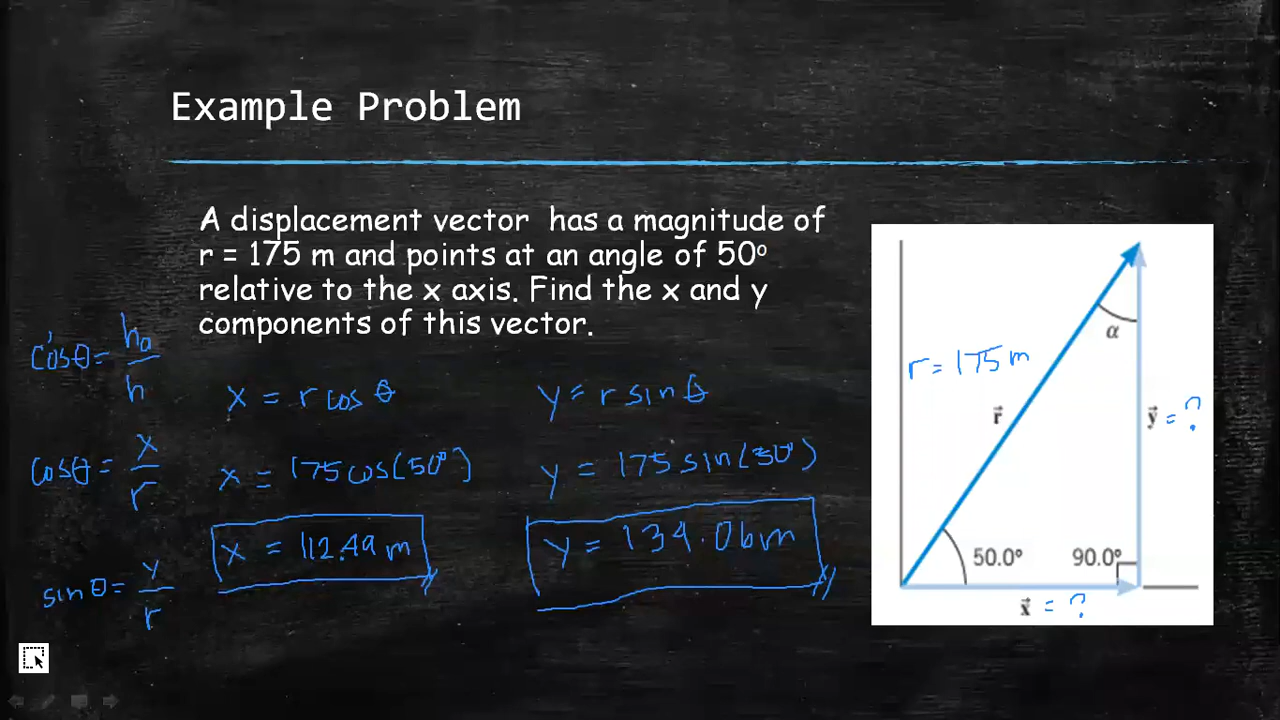 Example Problem
A displacement vector has a magnitude of
r = 175 m and points at an angle of 50°
relative to the x axis. Find the x and y
components of this vector.
cosθ = ha/h
cosθ = x/r
sinθ = y/r
x = r cos θ
x = 175 cos(50°)
x = 112.49 m
y = r sin θ
y = 175 sin(50°)
y = 134.06 m
r = 175 m
α
r⃗
y⃗ = ?
50.0°
90.0°
x⃗ = ?